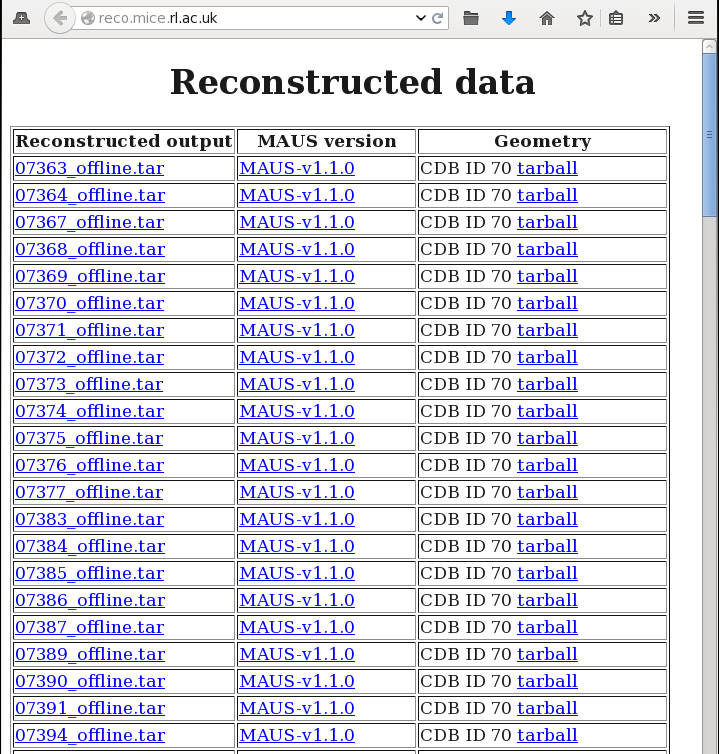 reco.mice.rl.ac.uk
Reconstructed data
Reconstructed output MAUS version Geometry
07363_offline.tar MAUS-v1.1.0 CDB ID 70 tarball
07364_offline.tar MAUS-v1.1.0 CDB ID 70 tarball
07367_offline.tar MAUS-v1.1.0 CDB ID 70 tarball
07368_offline.tar MAUS-v1.1.0 CDB ID 70 tarball
07369_offline.tar MAUS-v1.1.0 CDB ID 70 tarball
07370_offline.tar MAUS-v1.1.0 CDB ID 70 tarball
07371_offline.tar MAUS-v1.1.0 CDB ID 70 tarball
07372_offline.tar MAUS-v1.1.0 CDB ID 70 tarball
07373_offline.tar MAUS-v1.1.0 CDB ID 70 tarball
07374_offline.tar MAUS-v1.1.0 CDB ID 70 tarball
07375_offline.tar MAUS-v1.1.0 CDB ID 70 tarball
07376_offline.tar MAUS-v1.1.0 CDB ID 70 tarball
07377_offline.tar MAUS-v1.1.0 CDB ID 70 tarball
07383_offline.tar MAUS-v1.1.0 CDB ID 70 tarball
07384_offline.tar MAUS-v1.1.0 CDB ID 70 tarball
07385_offline.tar MAUS-v1.1.0 CDB ID 70 tarball
07386_offline.tar MAUS-v1.1.0 CDB ID 70 tarball
07387_offline.tar MAUS-v1.1.0 CDB ID 70 tarball
07389_offline.tar MAUS-v1.1.0 CDB ID 70 tarball
07390_offline.tar MAUS-v1.1.0 CDB ID 70 tarball
07391_offline.tar MAUS-v1.1.0 CDB ID 70 tarball
07394_offline.tar MAUS-v1.1.0 CDB ID 70 tarball